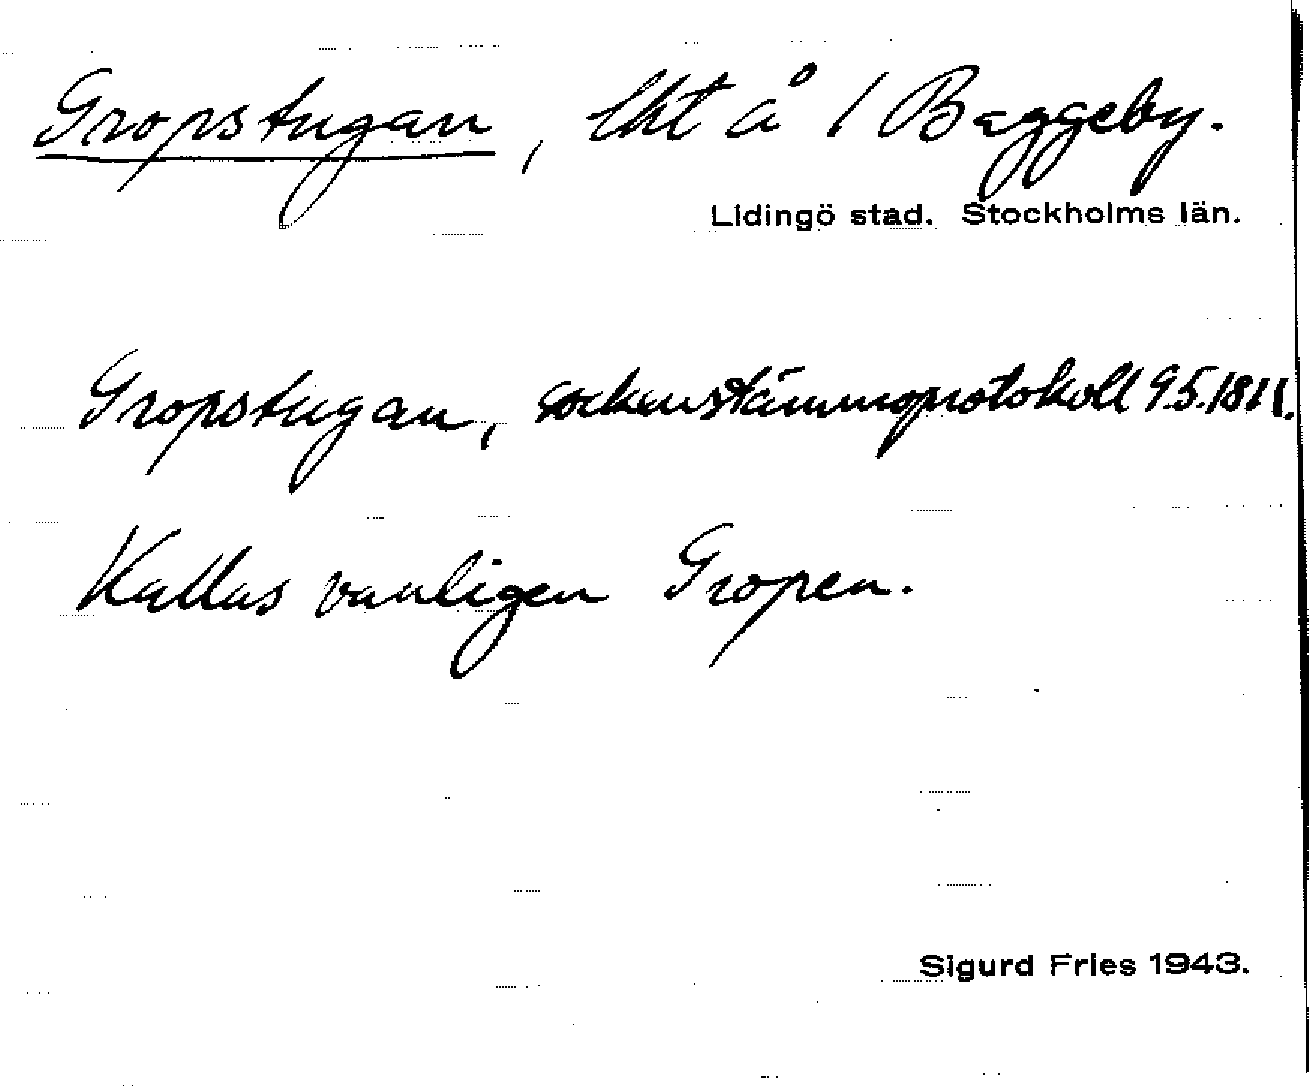 Gropstugan, lht å 1 Baggeby.
Lidingö stad. Stockholms län.
Gropstugan, sockenstämmoprotokoll 9.5.1811.
Kallas vanligen Gropen.
Sigurd Fries 1943.